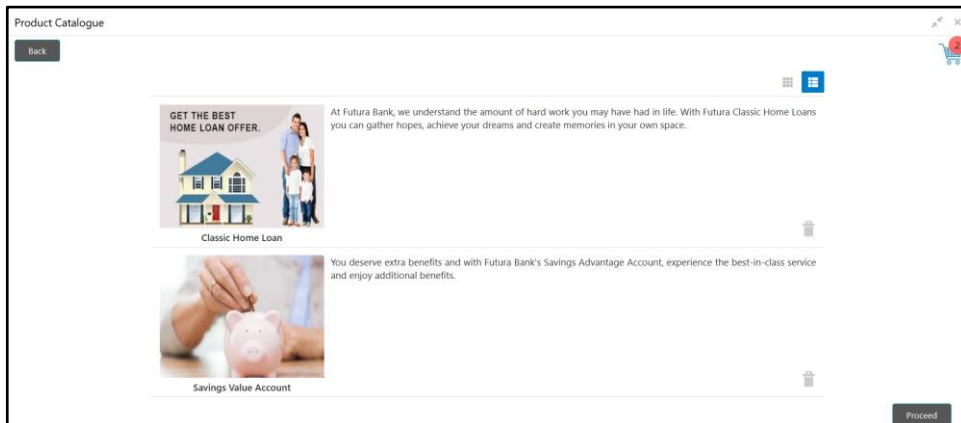 Product Catalogue
Back
2
GET THE BEST
HOME LOAN OFFER.
At Futura Bank, we understand the amount of hard work you may have had in life. With Futura Classic Home Loans
you can gather hopes, achieve your dreams and create memories in your own space.
Classic Home Loan
You deserve extra benefits and with Futura Bank's Savings Advantage Account, experience the best-in-class service
and enjoy additional benefits.
Savings Value Account
Proceed